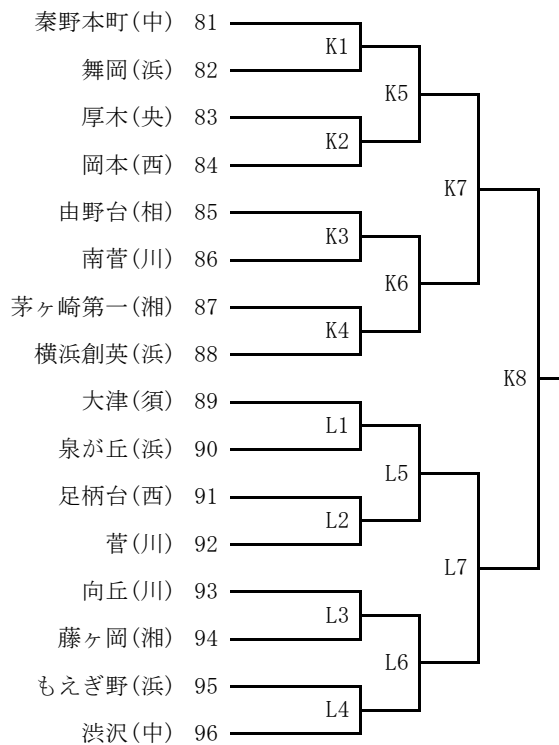 秦野本町(中) 81
K1
舞岡(浜) 82
K5
厚木(央) 83
K2
岡本(西) 84
K7
由野台(相) 85
K3
南菅(川) 86
K6
茅ヶ崎第一(湘) 87
K4
横浜創英(浜) 88
K8
大津(須) 89
L1
泉が丘(浜) 90
L5
足柄台(西) 91
L2
菅(川) 92
L7
向丘(川) 93
L3
藤ヶ岡(湘) 94
L6
もえぎ野(浜) 95
L4
渋沢(中) 96